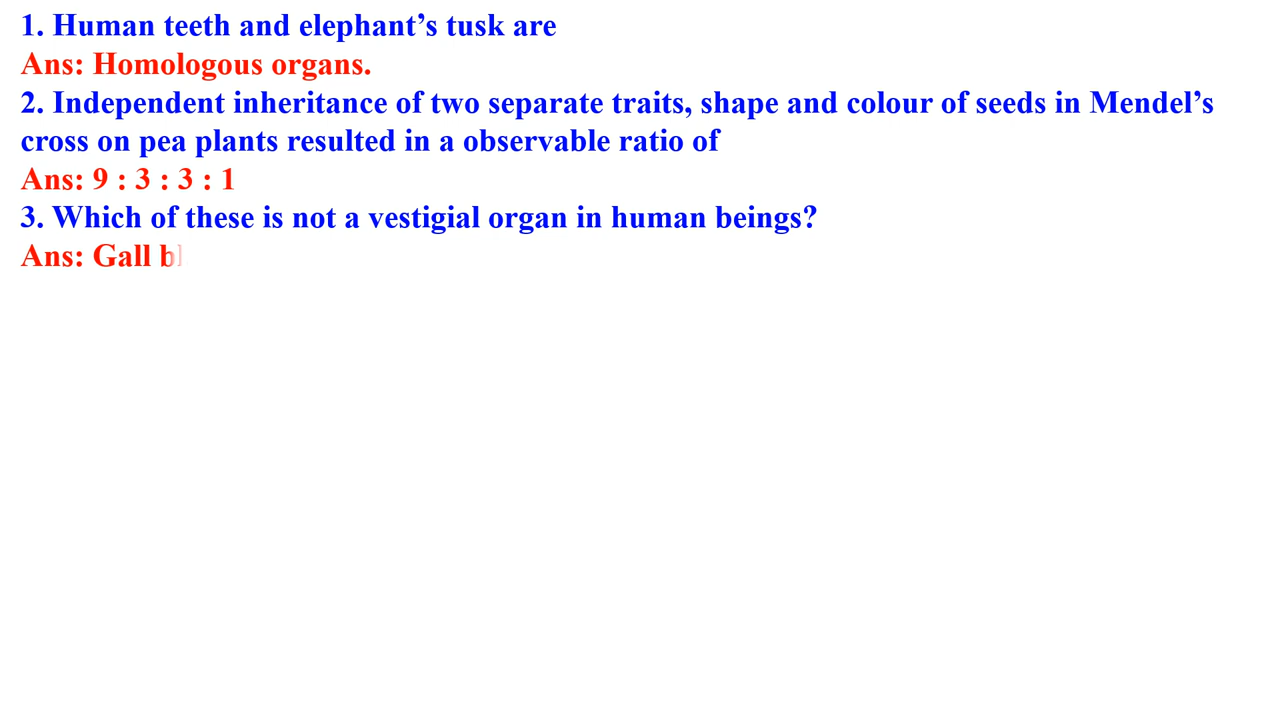 1. Human teeth and elephant’s tusk are
Ans: Homologous organs.
2. Independent inheritance of two separate traits, shape and colour of seeds in Mendel’s
cross on pea plants resulted in a observable ratio of
Ans: 9 : 3 : 3 : 1
3. Which of these is not a vestigial organ in human beings?
Ans: Gall bl